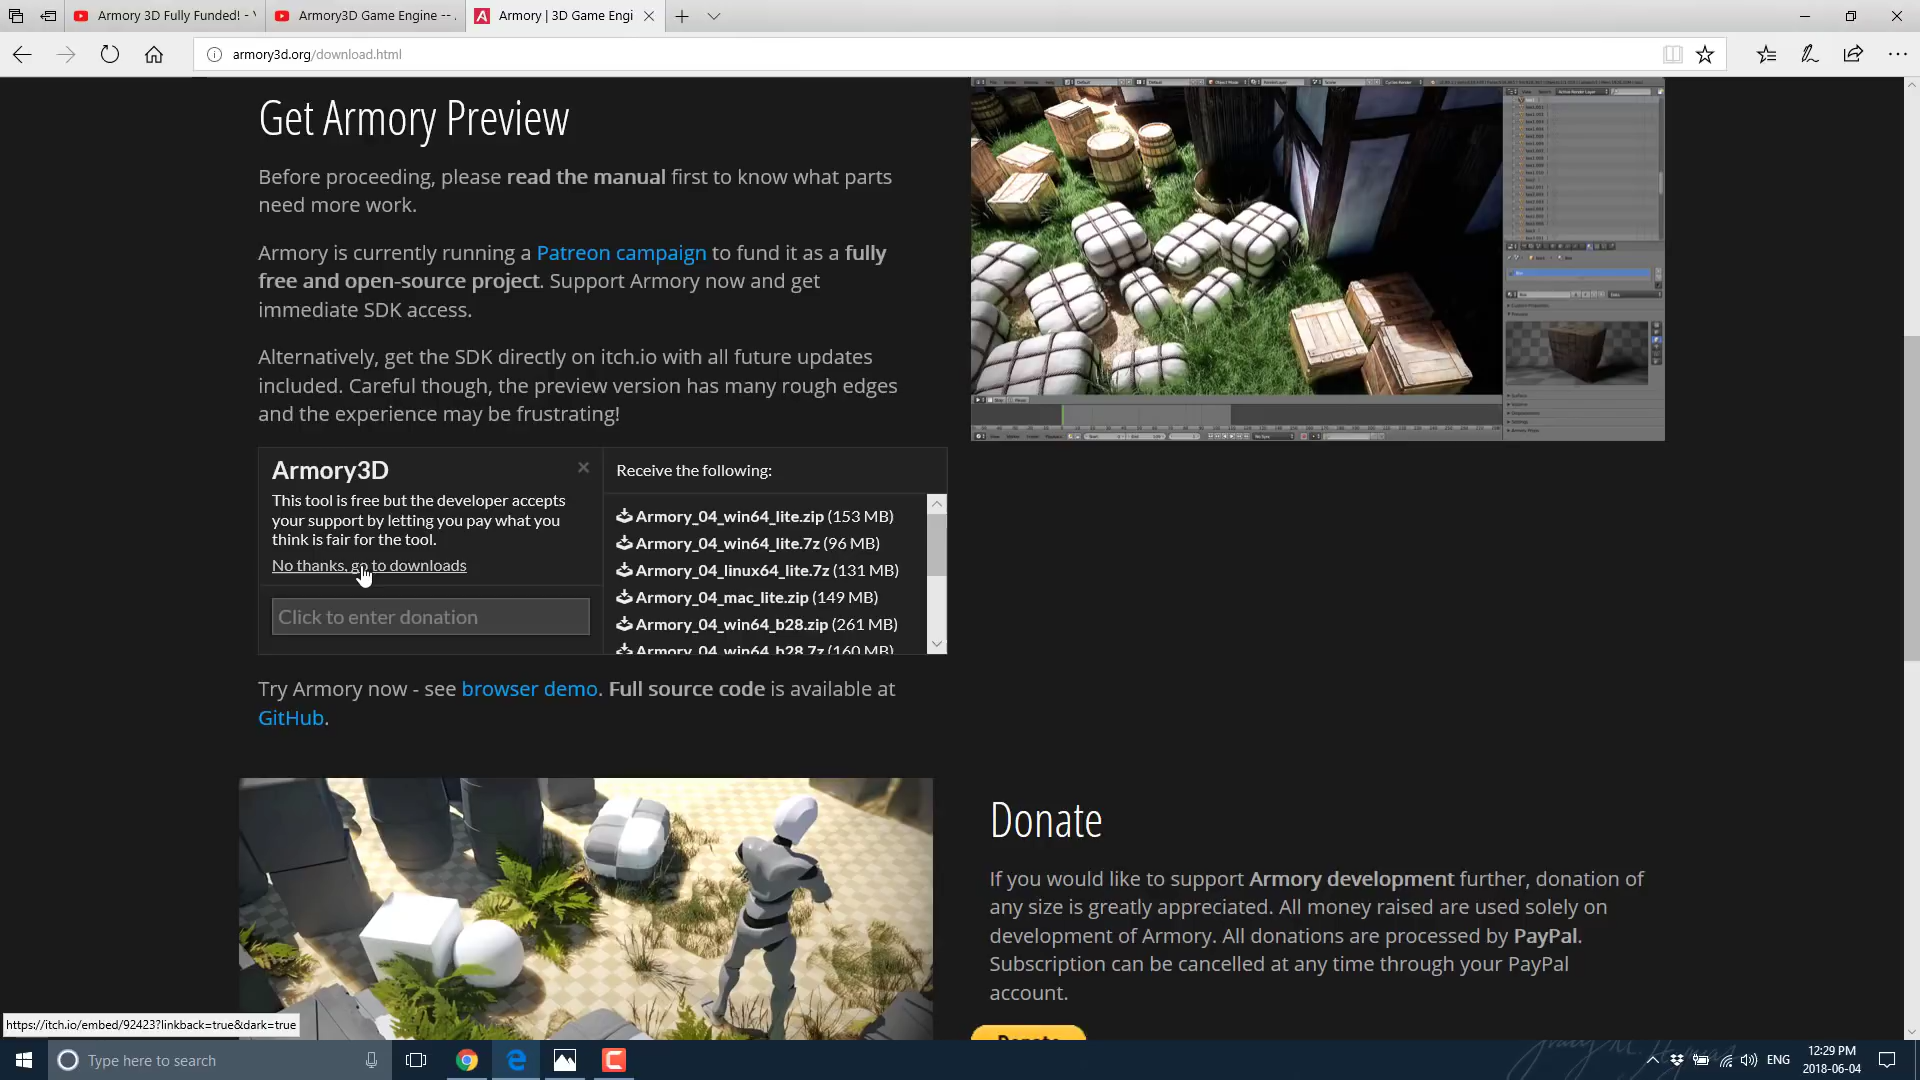 Armory 3D Fully Funded! - Y
Armory3D Game Engine -- .
Armory | 3D Game Engi
armory3d.org/download.html
Get Armory Preview
Before proceeding, please read the manual first to know what parts
need more work.
Armory is currently running a Patreon campaign to fund it as a fully
free and open-source project. Support Armory now and get
immediate SDK access.
Alternatively, get the SDK directly on itch.io with all future updates
included. Careful though, the preview version has many rough edges
and the experience may be frustrating!
Armory3D
This tool is free but the developer accepts
your support by letting you pay what you
think is fair for the tool.
No thanks, go to downloads
Click to enter donation
Receive the following:
Armory_04_win64_lite.zip (153 MB)
Armory_04_win64_lite.7z (96 MB)
Armory_04_linux64_lite.7z (131 MB)
Armory_04_mac_lite.zip (149 MB)
Armory_04_win64_b28.zip (261 MB)
Armory_04_win64_b28.7z (160 MB)
Try Armory now - see browser demo. Full source code is available at
GitHub.
Donate
If you would like to support Armory development further, donation of
any size is greatly appreciated. All money raised are used solely on
development of Armory. All donations are processed by PayPal.
Subscription can be cancelled at any time through your PayPal
account.
Donate
https://itch.io/embed/92423?linkback=true&dark=true
Type here to search
ENG
12:29 PM
2018-06-04